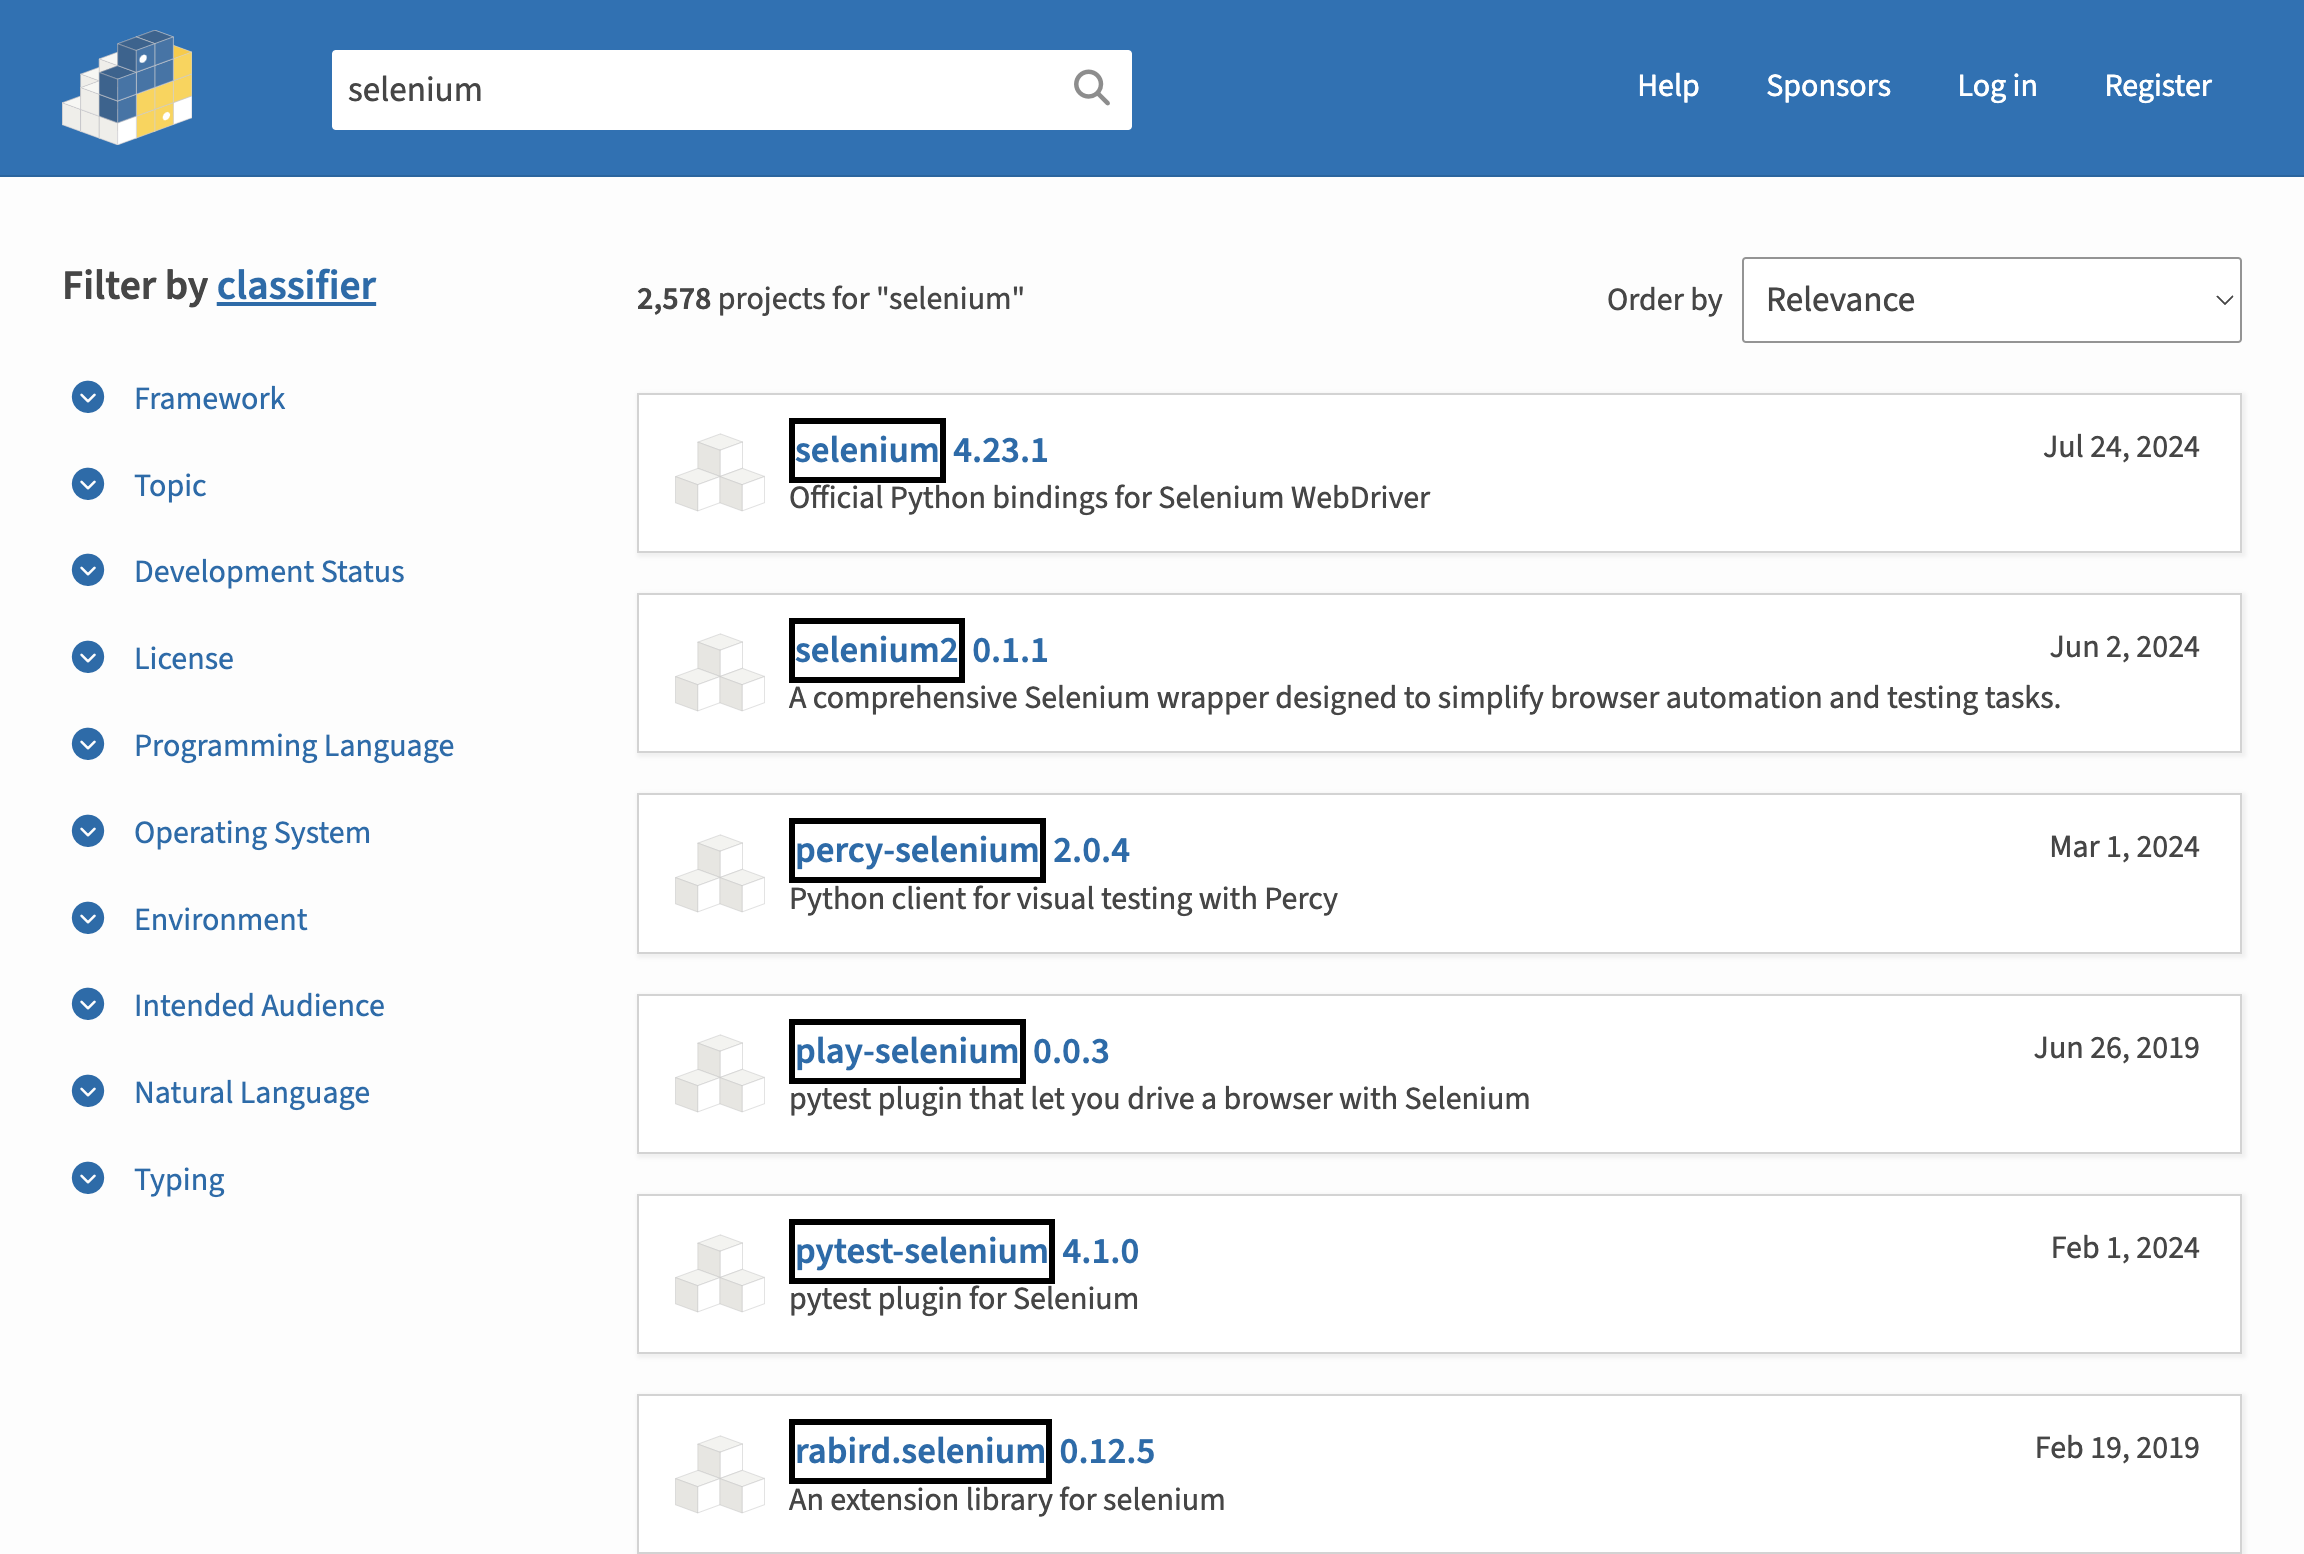 selenium
Help Sponsors Log in Register
Filter by classifier
Framework
Topic
Development Status
License
Programming Language
Operating System
Environment
Intended Audience
Natural Language
Typing
2,578 projects for "selenium"
Order by Relevance
selenium 4.23.1 Jul 24, 2024
Official Python bindings for Selenium WebDriver
selenium2 0.1.1 Jun 2, 2024
A comprehensive Selenium wrapper designed to simplify browser automation and testing tasks.
percy-selenium 2.0.4 Mar 1, 2024
Python client for visual testing with Percy
play-selenium 0.0.3 Jun 26, 2019
pytest plugin that let you drive a browser with Selenium
pytest-selenium 4.1.0 Feb 1, 2024
pytest plugin for Selenium
rabird.selenium 0.12.5 Feb 19, 2019
An extension library for selenium